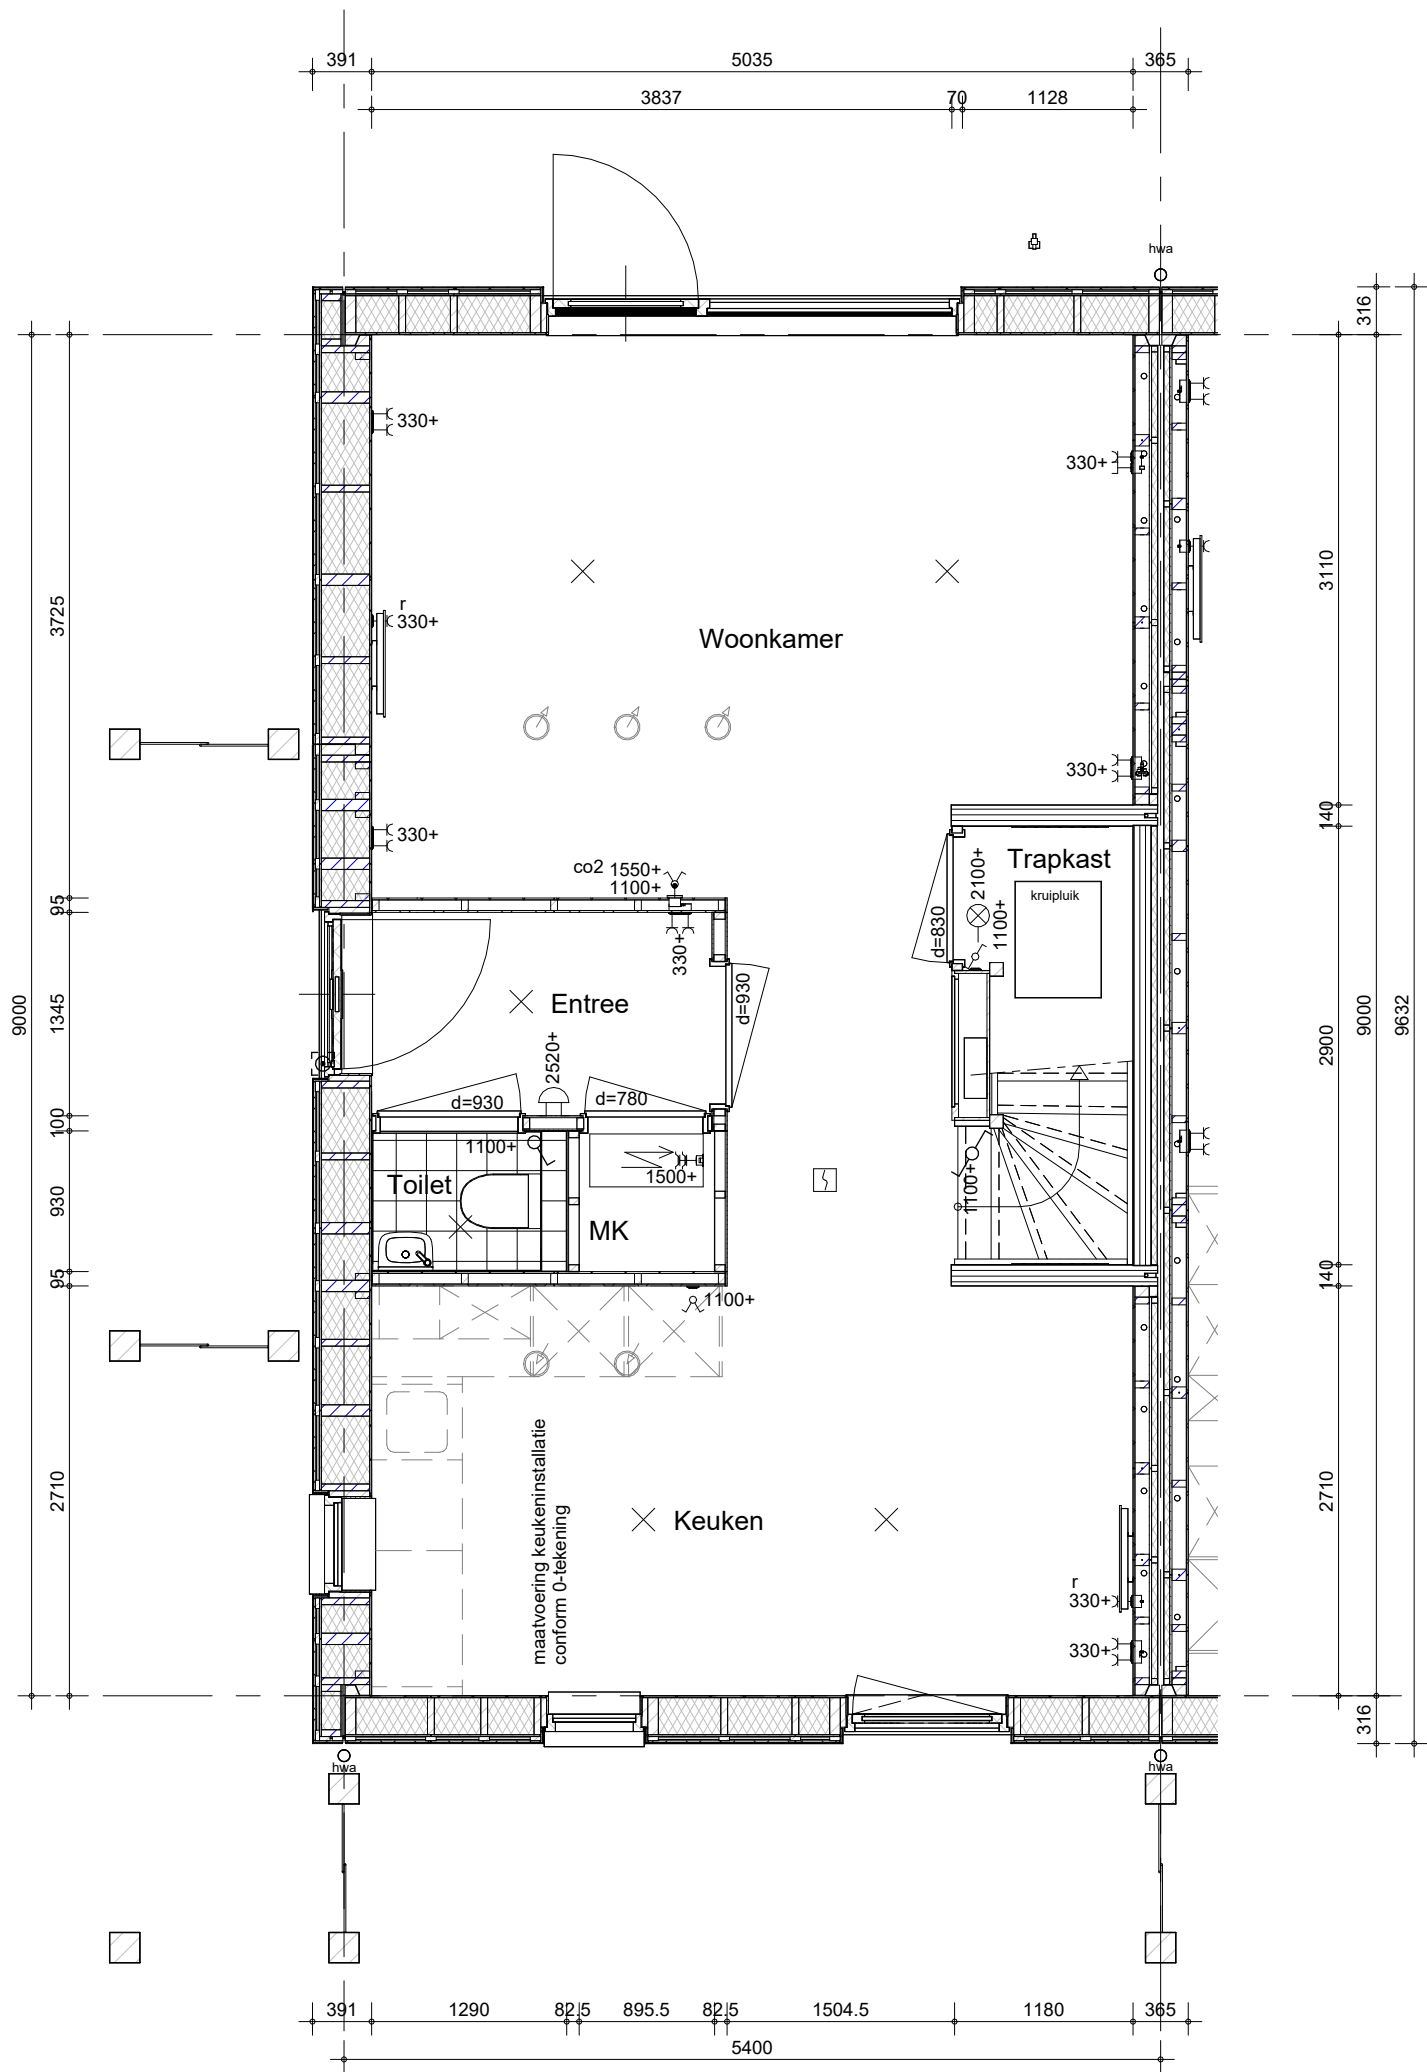 391
5035
365
3837
70
1128
hwa
316
330+
330+
3725
r
330+
3110
Woonkamer
330+
330+
140
co2 1550+
1100+
Trapkast
kruipluik
2100+
1100+
d=830
95
330+
d=930
9000
1345
Entree
2520+
2900
9000
9632
100
d=930
d=780
1100+
1500+
Toilet
1100+
930
MK
95
140
1100+
maatvoering keukeninstallatie
conform 0-tekening
2710
Keuken
2710
r
330+
330+
316
hwa
hwa
391
1290
82.5
895.5
82.5
1504.5
1180
365
5400